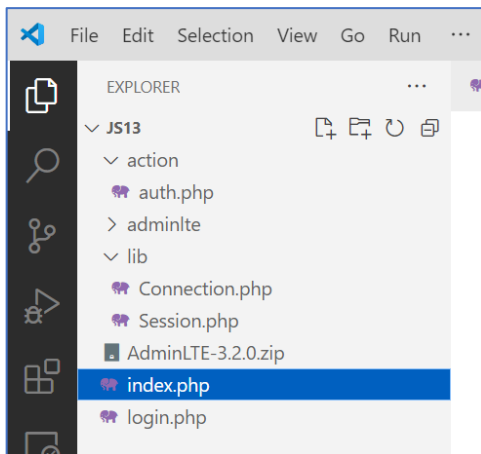 File Edit Selection View Go Run ...
EXPLORER ...
JS13
action
auth.php
adminlte
lib
Connection.php
Session.php
AdminLTE-3.2.0.zip
index.php
login.php